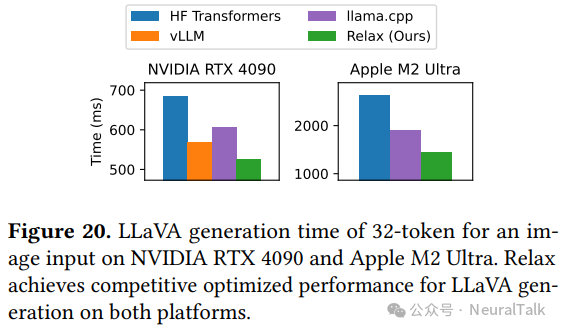 HF Transformers
vLLM
llama.cpp
Relax (Ours)
NVIDIA RTX 4090
Apple M2 Ultra
Time (ms)
700
600
500
2000
1000
Figure 20. LLaVA generation time of 32-token for an im-
age input on NVIDIA RTX 4090 and Apple M2 Ultra. Relax
achieves competitive optimized performance for LLaVA gen-
eration on both platforms.
公众号 · NeuralTalk